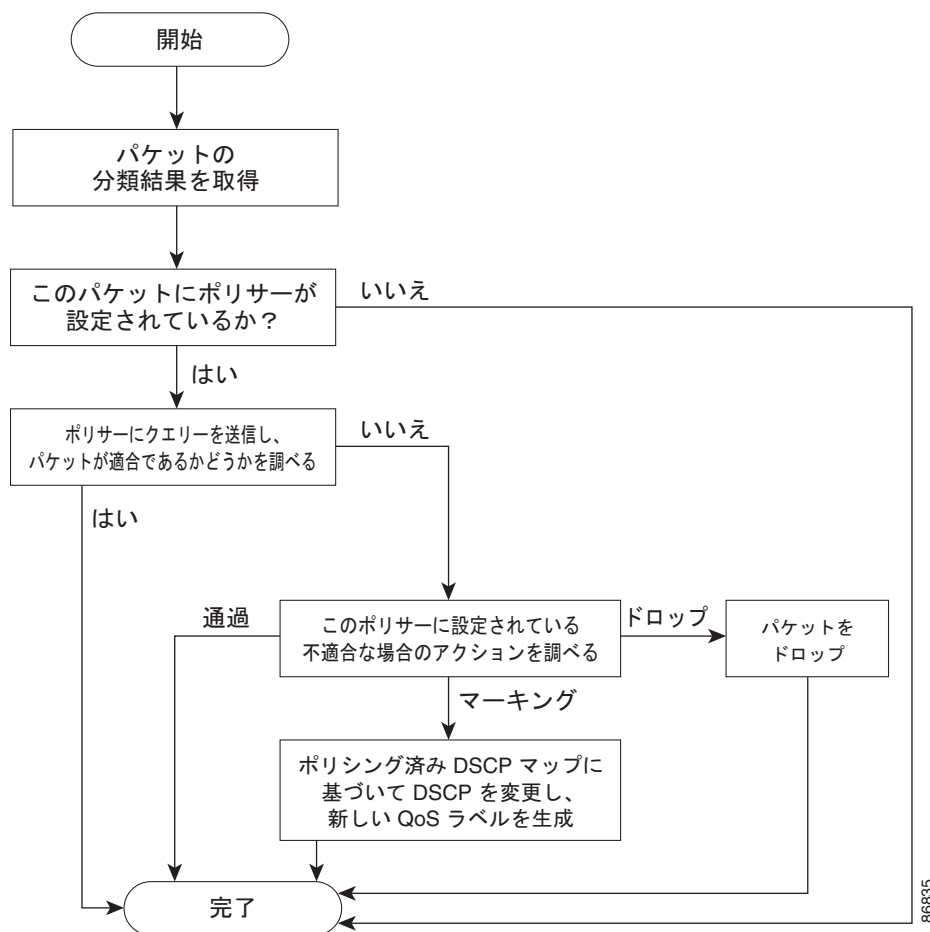 開始
パケットの
分類結果を取得
このパケットにポリサーが
設定されているか？
いいえ
はい
ポリサーにクエリーを送信し、
パケットが適合であるかどうかを調べる
いいえ
はい
通過
このポリサーに設定されている
不適合な場合のアクションを調べる
ドロップ
パケットを
ドロップ
マーキング
ポリシング済み DSCP マップに
基づいて DSCP を変更し、
新しい QoS ラベルを生成
完了
86835